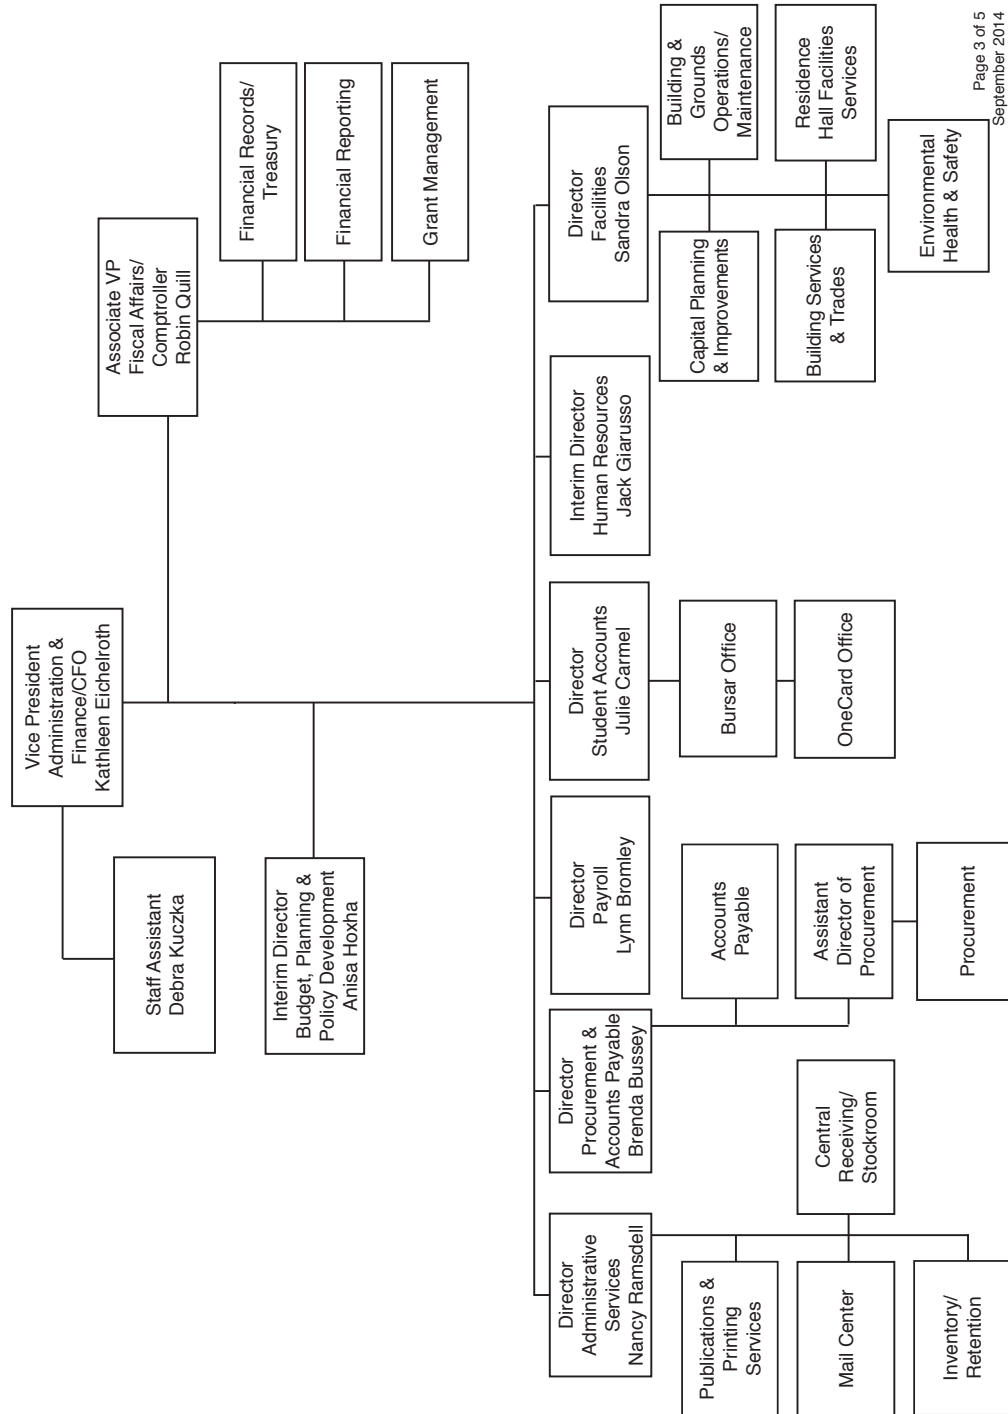 Vice President
Administration &
Finance/CFO
Kathleen Eichelroth
Staff Assistant
Debra Kuczka
Associate VP
Fiscal Affairs/
Comptroller
Robin Quill
Financial Records/
Treasury
Financial Reporting
Grant Management
Interim Director
Budget, Planning &
Policy Development
Anisa Hoxha
Director
Administrative
Services
Nancy Ramsdell
Publications &
Printing
Services
Central
Receiving/
Stockroom
Mail Center
Inventory/
Retention
Director
Procurement &
Accounts Payable
Brenda Bussey
Accounts
Payable
Assistant
Director of
Procurement
Procurement
Director
Payroll
Lynn Bromley
Director
Student Accounts
Julie Carmel
Bursar Office
OneCard Office
Interim Director
Human Resources
Jack Giarusso
Director
Facilities
Sandra Olson
Capital Planning
& Improvements
Building &
Grounds
Operations/
Maintenance
Building Services
& Trades
Residence
Hall Facilities
Services
Environmental
Health & Safety
Page 3 of 5
September 2014